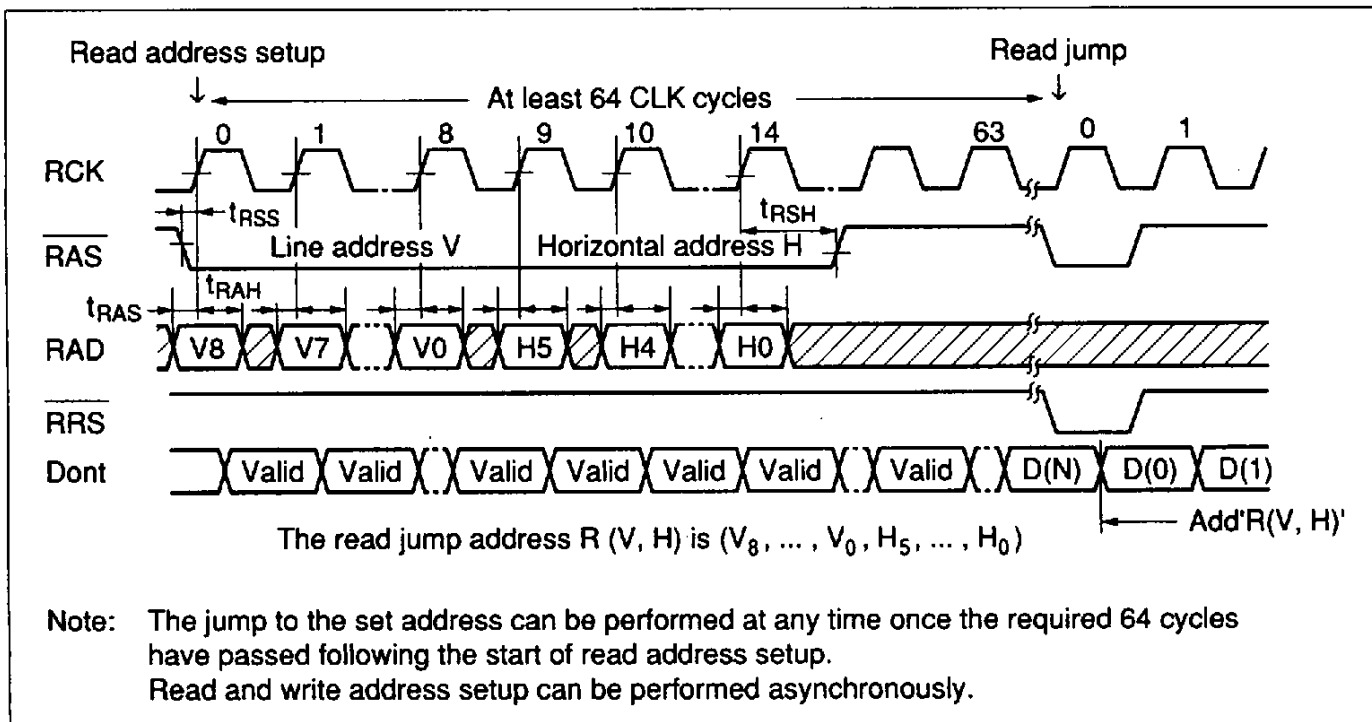 Read address setup
Read jump
At least 64 CLK cycles
0 1 8 9 10 14 63 0 1
RCK
tRSS
tRSH
RAS
Line address V
Horizontal address H
tRAH
tRAS
RAD
V8 V7 V0 H5 H4 H0
RRS
Dont
Valid Valid Valid Valid Valid Valid Valid D(N) D(0) D(1)
Add'R(V, H)'
The read jump address R (V, H) is (V8, ... , V0, H5, ... , H0)
Note: The jump to the set address can be performed at any time once the required 64 cycles
have passed following the start of read address setup.
Read and write address setup can be performed asynchronously.